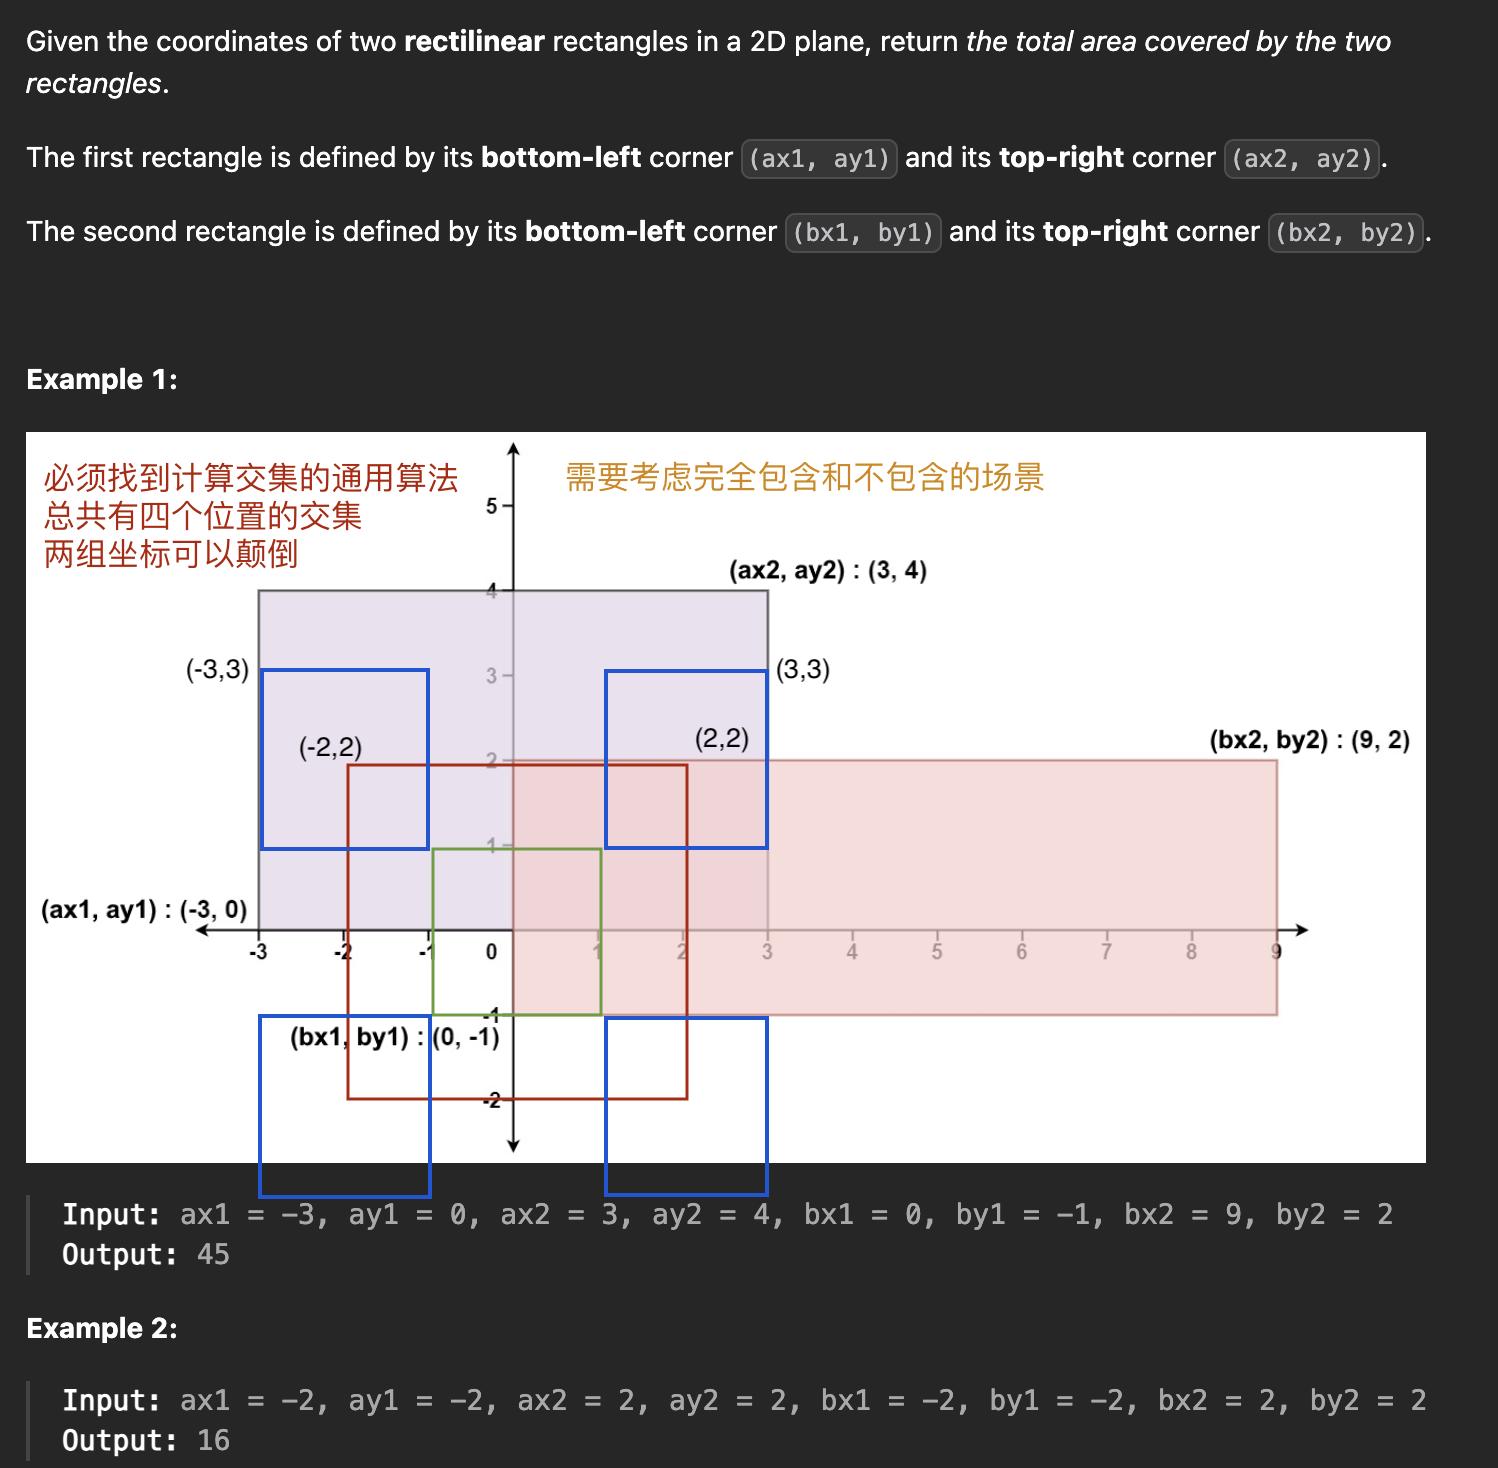 Given the coordinates of two rectilinear rectangles in a 2D plane, return the total area covered by the two
rectangles.
The first rectangle is defined by its bottom-left corner (ax1, ay1) and its top-right corner (ax2, ay2).
The second rectangle is defined by its bottom-left corner (bx1, by1) and its top-right corner (bx2, by2).
Example 1:
必须找到计算交集的通用算法
总共有四个位置的交集
两组坐标可以颠倒
需要考虑完全包含和不包含的场景
5
(ax2, ay2) : (3, 4)
4
(-3,3)
3
(3,3)
(-2,2)
(2,2)
2
(bx2, by2) : (9, 2)
1
(ax1, ay1) : (-3, 0)
-3 -2 -1 0 1 2 3 4 5 6 7 8 9
-1
(bx1, by1) : (0, -1)
-2
Input: ax1 = -3, ay1 = 0, ax2 = 3, ay2 = 4, bx1 = 0, by1 = -1, bx2 = 9, by2 = 2
Output: 45
Example 2:
Input: ax1 = -2, ay1 = -2, ax2 = 2, ay2 = 2, bx1 = -2, by1 = -2, bx2 = 2, by2 = 2
Output: 16